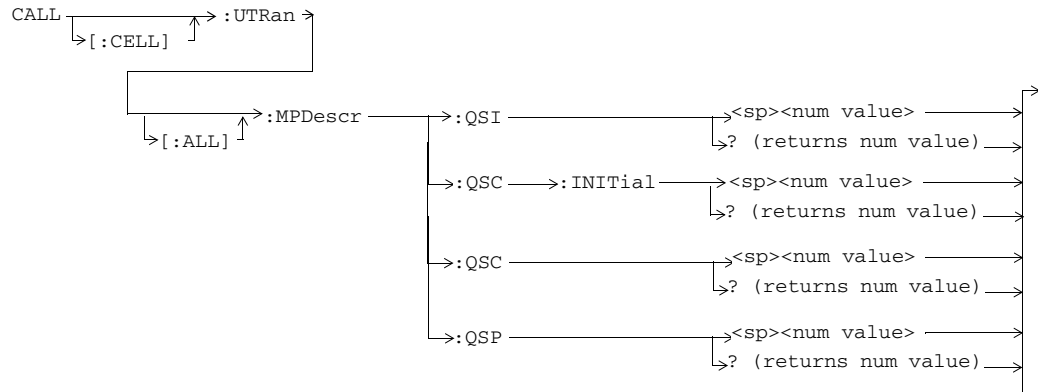 CALL :UTRan
[:CELL]
:MPDescr :QSI <sp><num value>
[:ALL] ? (returns num value)
:QSC :INITial <sp><num value>
? (returns num value)
:QSC <sp><num value>
? (returns num value)
:QSP <sp><num value>
? (returns num value)